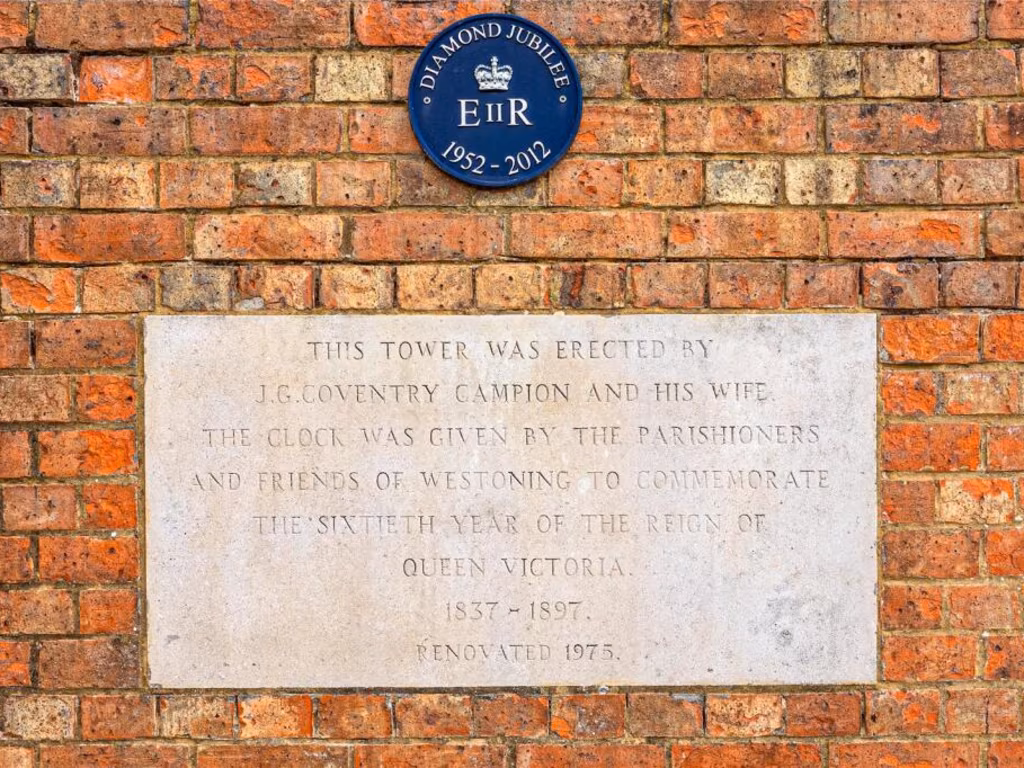 DIAMOND JUBILEE
E II R
1952 - 2012
THIS TOWER WAS ERECTED BY
J.G.COVENTRY CAMPION AND HIS WIFE.
THE CLOCK WAS GIVEN BY THE PARISHIONERS
AND FRIENDS OF WESTONING TO COMMEMORATE
THE SIXTIETH YEAR OF THE REIGN OF
QUEEN VICTORIA.
1837 - 1897.
RENOVATED 1975.